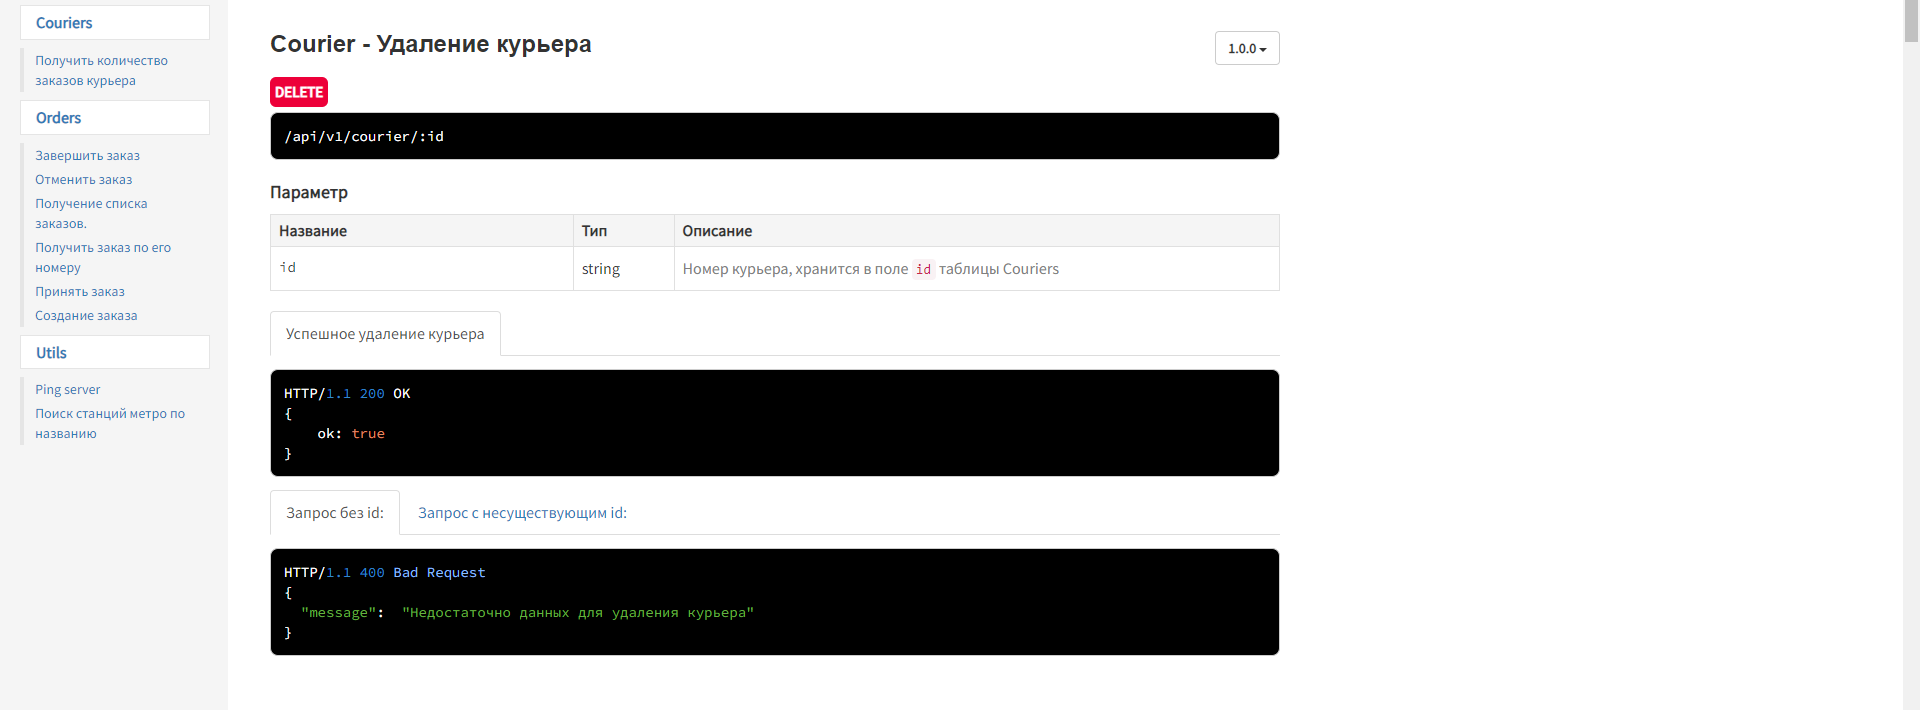 Couriers
Получить количество
заказов курьера
Orders
Завершить заказ
Отменить заказ
Получение списка
заказов.
Получить заказ по его
номеру
Принять заказ
Создание заказа
Utils
Ping server
Поиск станций метро по
названию
Courier - Удаление курьера
1.0.0
DELETE
/api/v1/courier/:id
Параметр
Название Тип Описание
id string Номер курьера, хранится в поле id таблицы Couriers
Успешное удаление курьера
HTTP/1.1 200 OK
{
ok: true
}
Запрос без id: Запрос с несуществующим id:
HTTP/1.1 400 Bad Request
{
"message": "Недостаточно данных для удаления курьера"
}